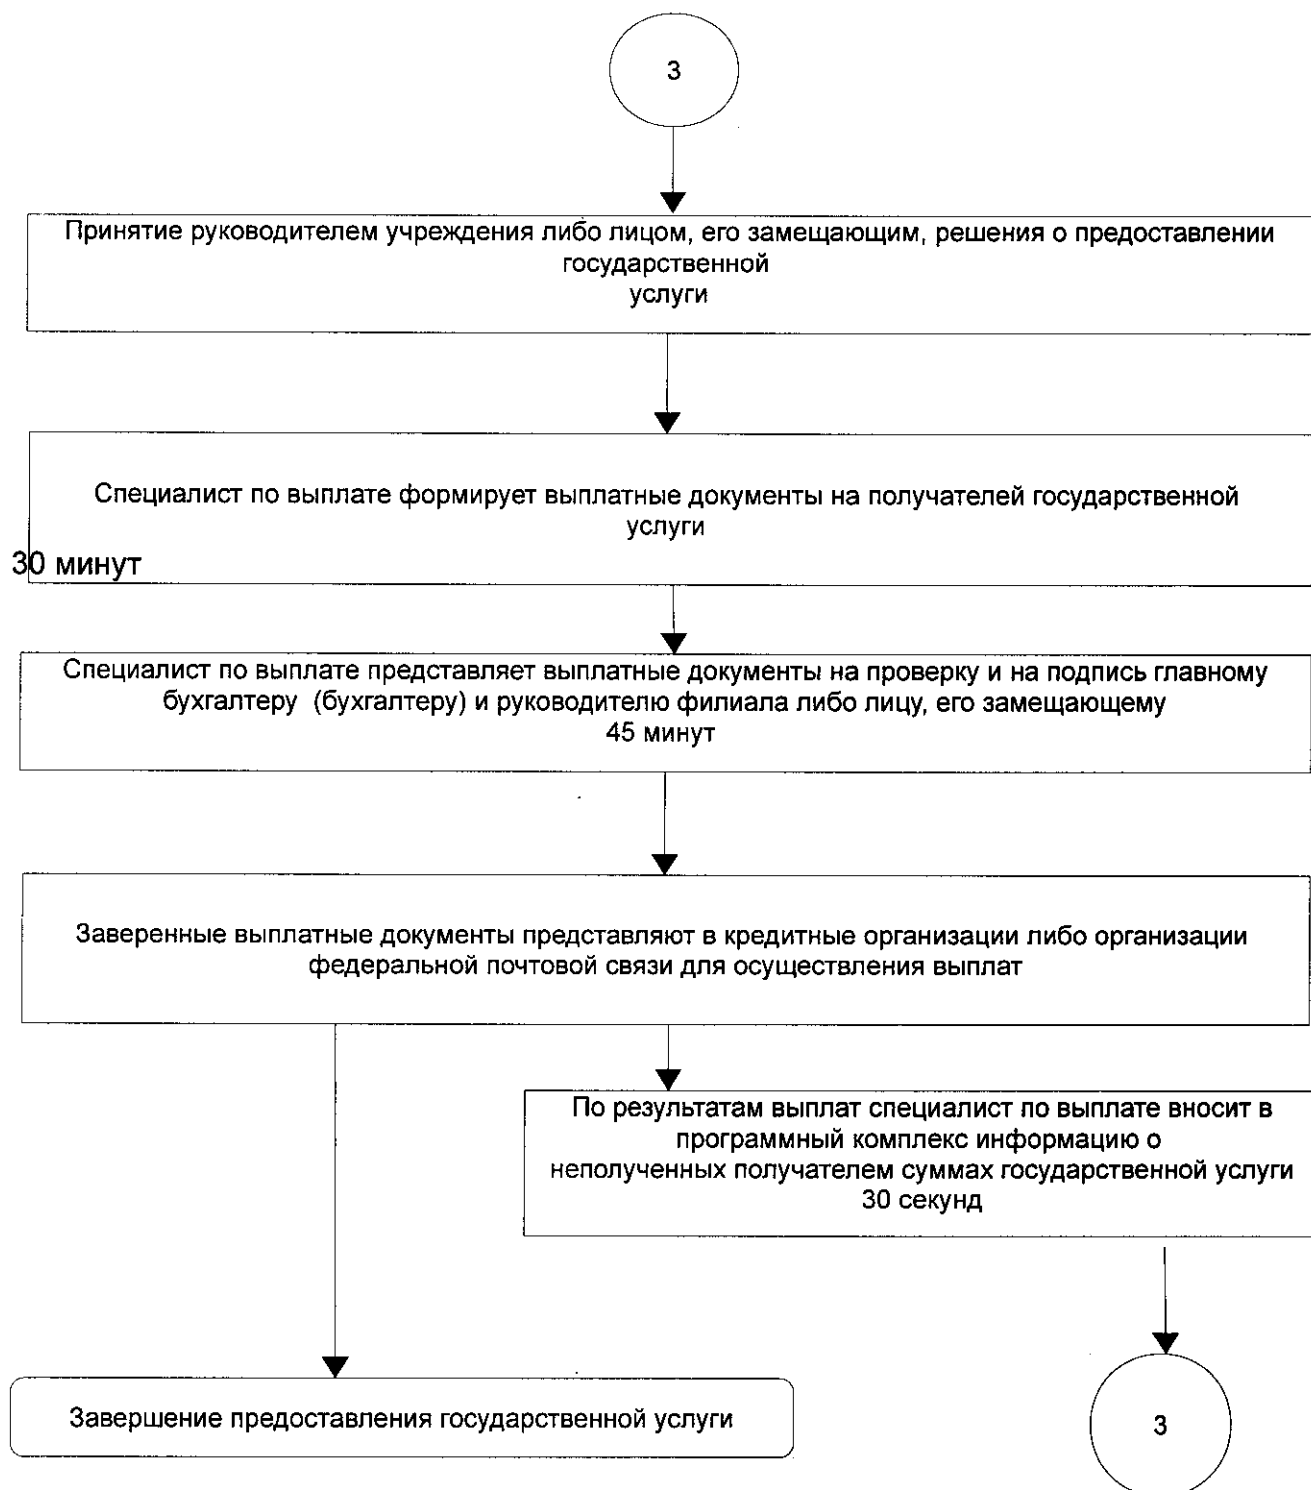 3
Принятие руководителем учреждения либо лицом, его замещающим, решения о предоставлении
государственной
услуги
Специалист по выплате формирует выплатные документы на получателей государственной
услуги
30 минут
Специалист по выплате представляет выплатные документы на проверку и на подпись главному
бухгалтеру (бухгалтеру) и руководителю филиала либо лицу, его замещающему
45 минут
Заверенные выплатные документы представляют в кредитные организации либо организации
федеральной почтовой связи для осуществления выплат
По результатам выплат специалист по выплате вносит в
программный комплекс информацию о
неполученных получателем суммах государственной услуги
30 секунд
Завершение предоставления государственной услуги
3